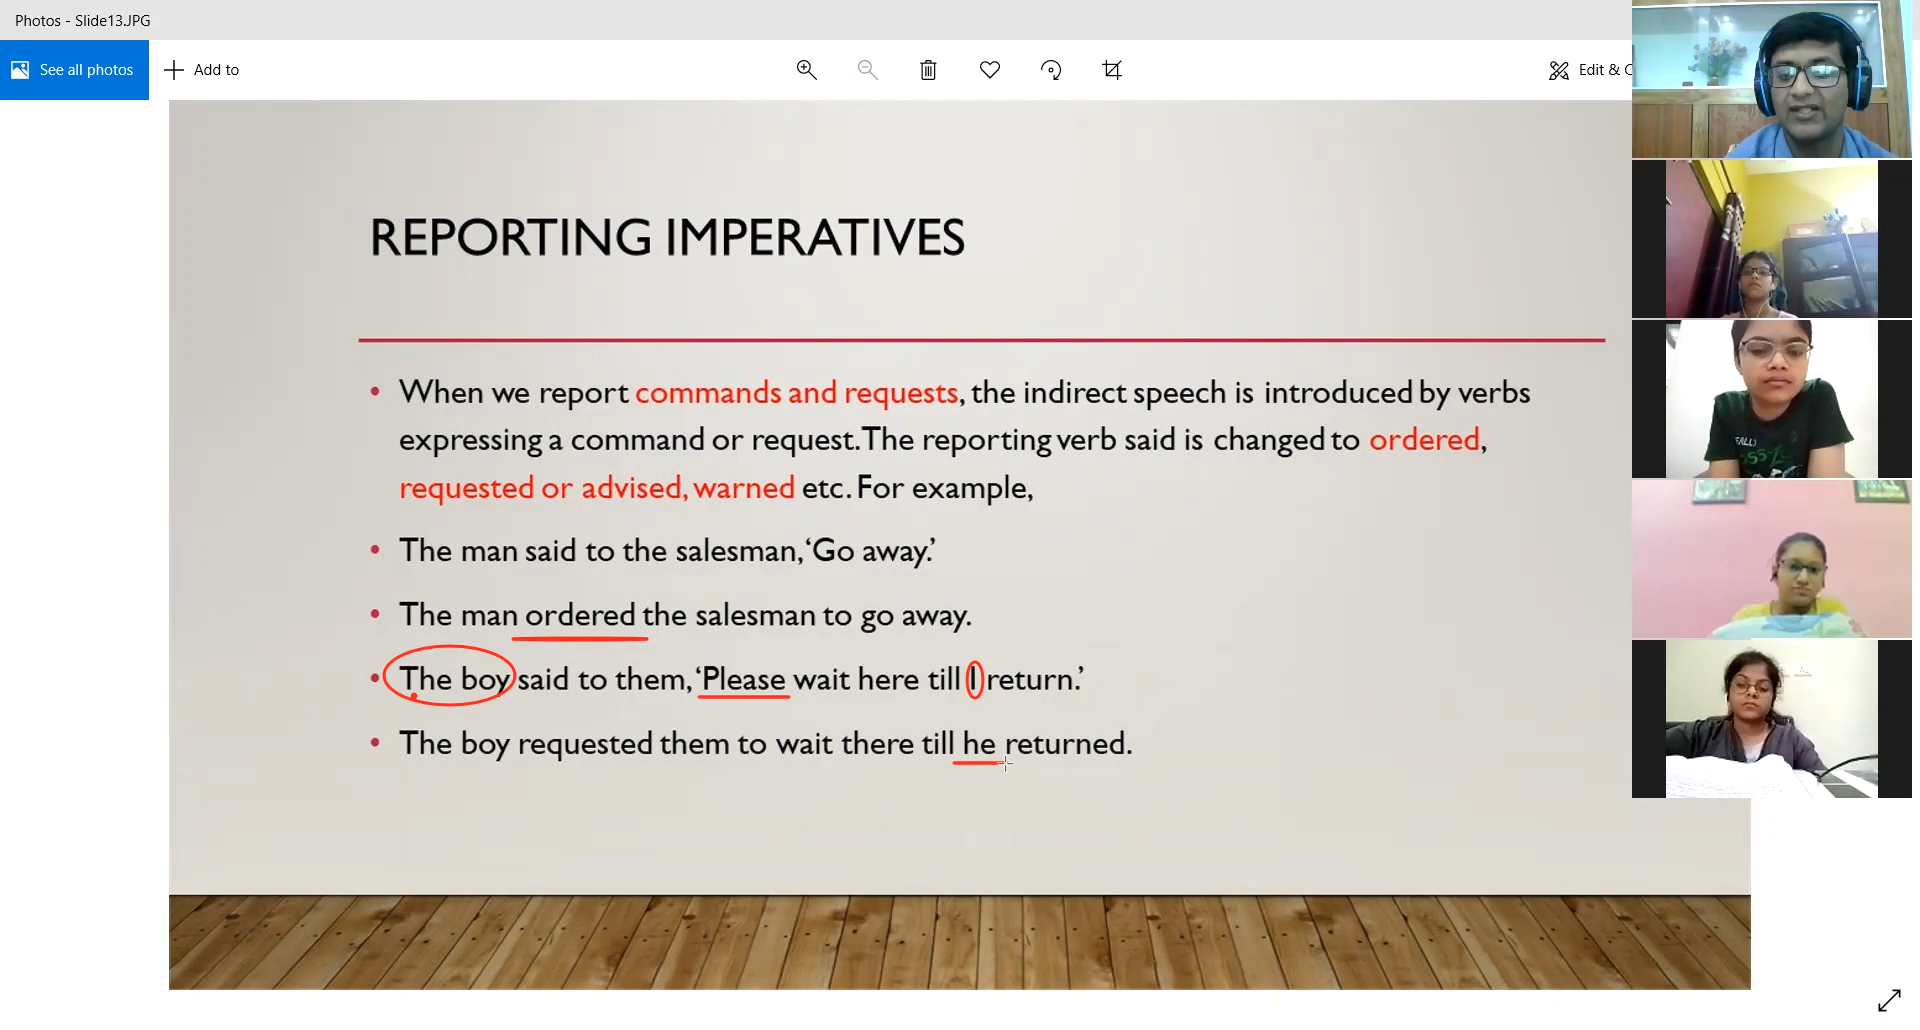 Photos - Slide13.JPG
See all photos
Add to
Edit & C
REPORTING IMPERATIVES
• When we report commands and requests, the indirect speech is introduced by verbs
expressing a command or request. The reporting verb said is changed to ordered,
requested or advised, warned etc. For example,
• The man said to the salesman, ‘Go away.’
• The man ordered the salesman to go away.
• The boy said to them, ‘Please wait here till I return.’
• The boy requested them to wait there till he returned.